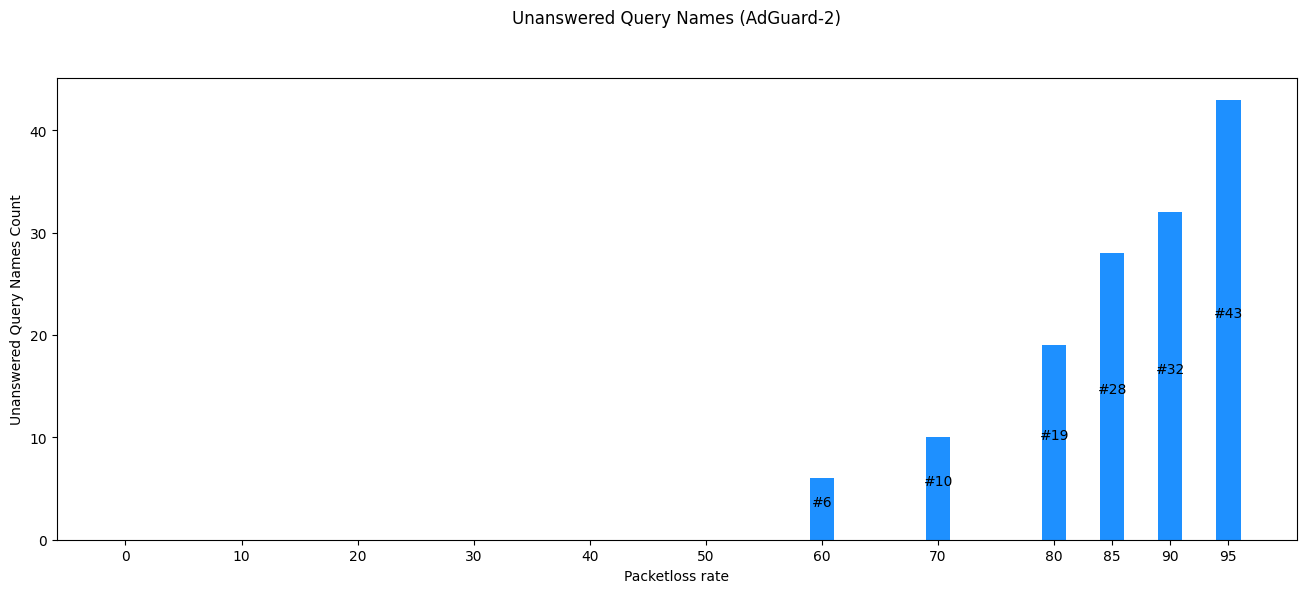 Unanswered Query Names (AdGuard-2)
Unanswered Query Names Count
40
30
20
10
0
#6
#10
#19
#28
#32
#43
0 10 20 30 40 50 60 70 80 85 90 95
Packetloss rate